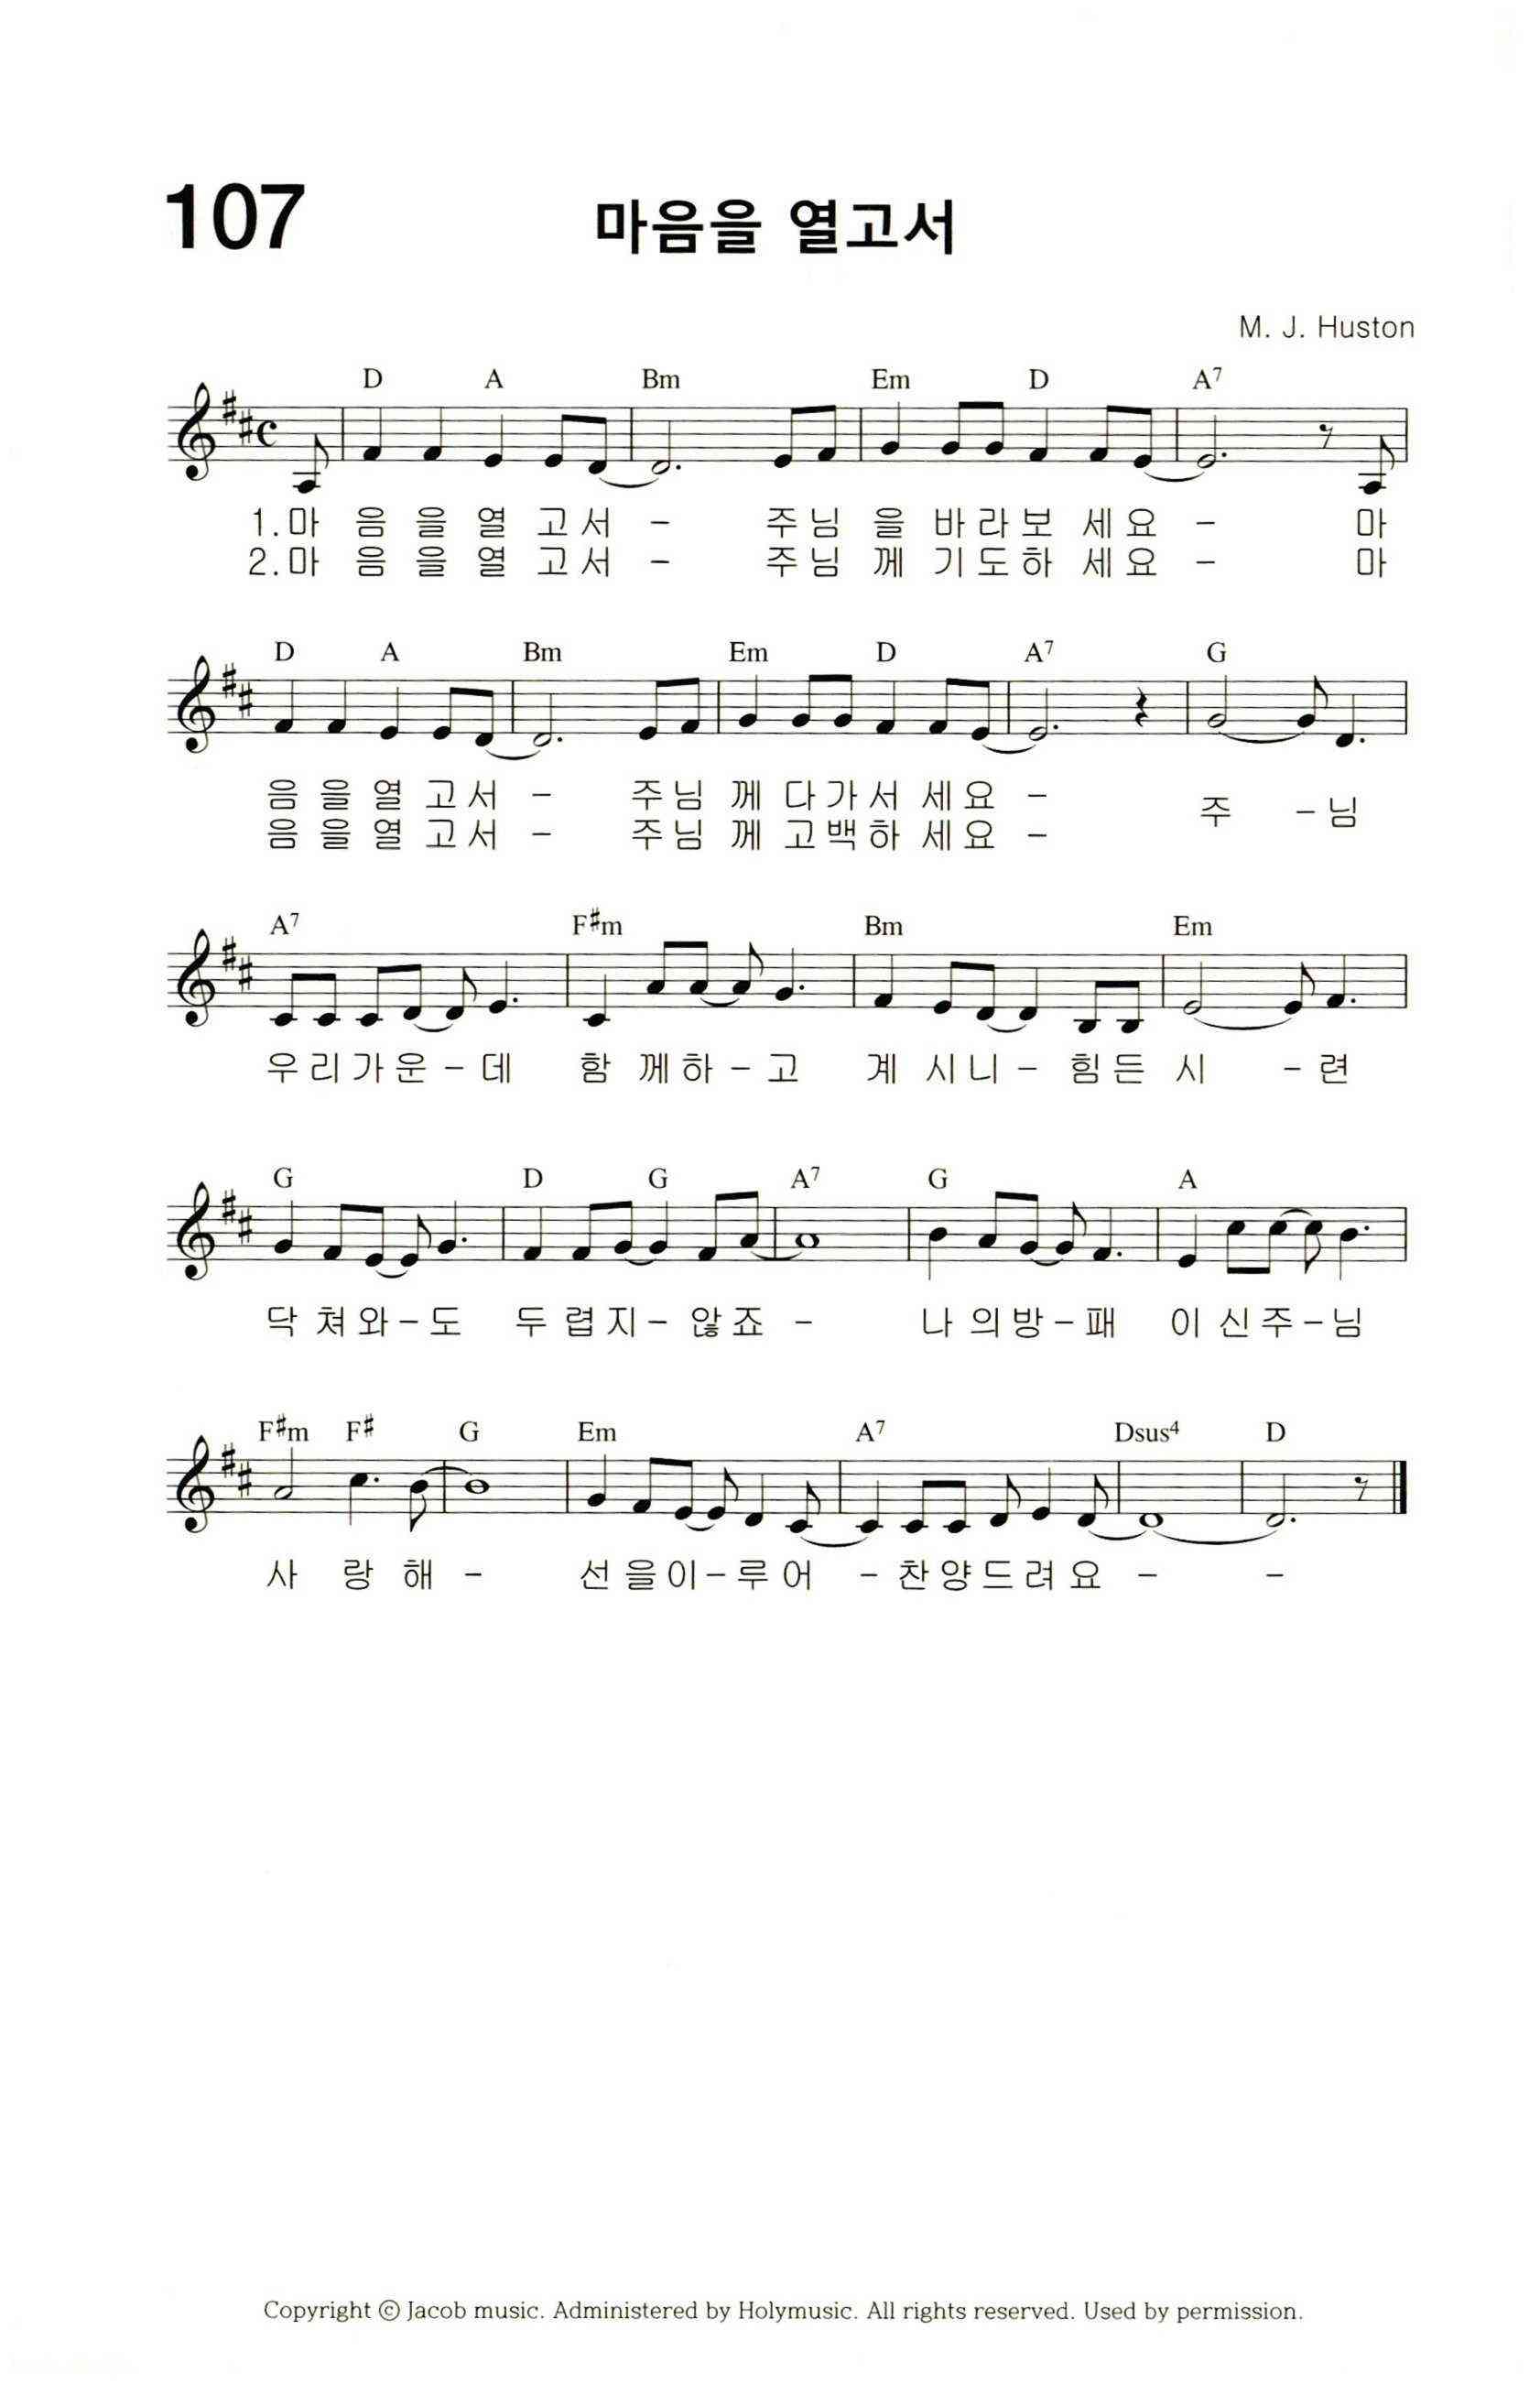 107 마음을 열고서
M. J. Huston
D A Bm Em D A7
1.마 음 을 열 고서 - 주님 을 바라보 세요 - 마
2.마 음 을 열 고서 - 주님 께 기도하 세요 - 마
D A Bm Em D A7 G
음 을 열 고서 - 주님 께 다가서 세요 -
음 을 열 고서 - 주님 께 고백하 세요 -
주 -님
A7 F#m Bm Em
우리가운-데 함 께하-고 계 시니- 힘든 시 -련
G D G A7 G A
닥 쳐와-도 두 렵지- 않죠 - 나 의방-패 이 신주-님
F#m F# G Em A7 Dsus4 D
사 랑 해 - 선 을이-루어 -찬양드려요 - -
Copyright ⓒ Jacob music. Administered by Holymusic. All rights reserved. Used by permission.